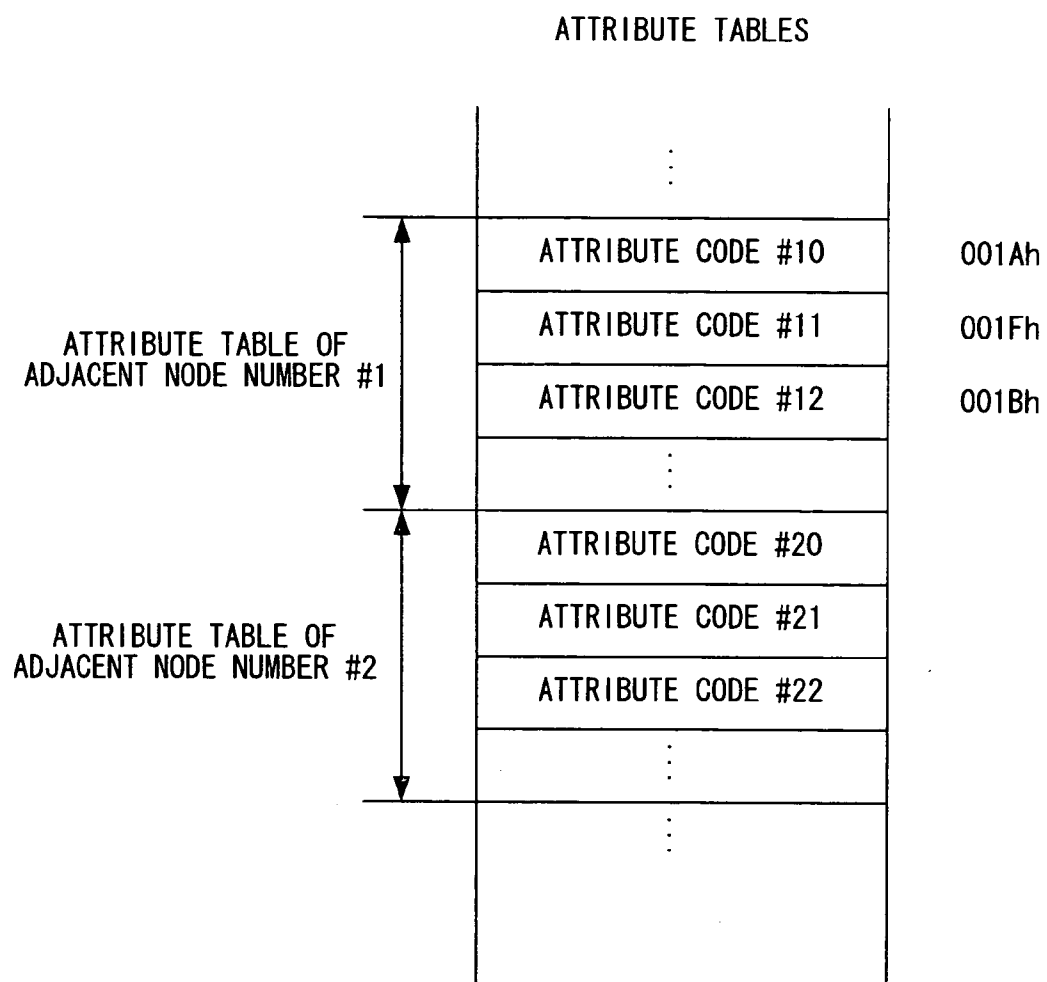 ATTRIBUTE TABLES
ATTRIBUTE CODE #10 001Ah
ATTRIBUTE CODE #11 001Fh
ATTRIBUTE TABLE OF
ADJACENT NODE NUMBER #1
ATTRIBUTE CODE #12 001Bh
ATTRIBUTE CODE #20
ATTRIBUTE CODE #21
ATTRIBUTE TABLE OF
ADJACENT NODE NUMBER #2
ATTRIBUTE CODE #22